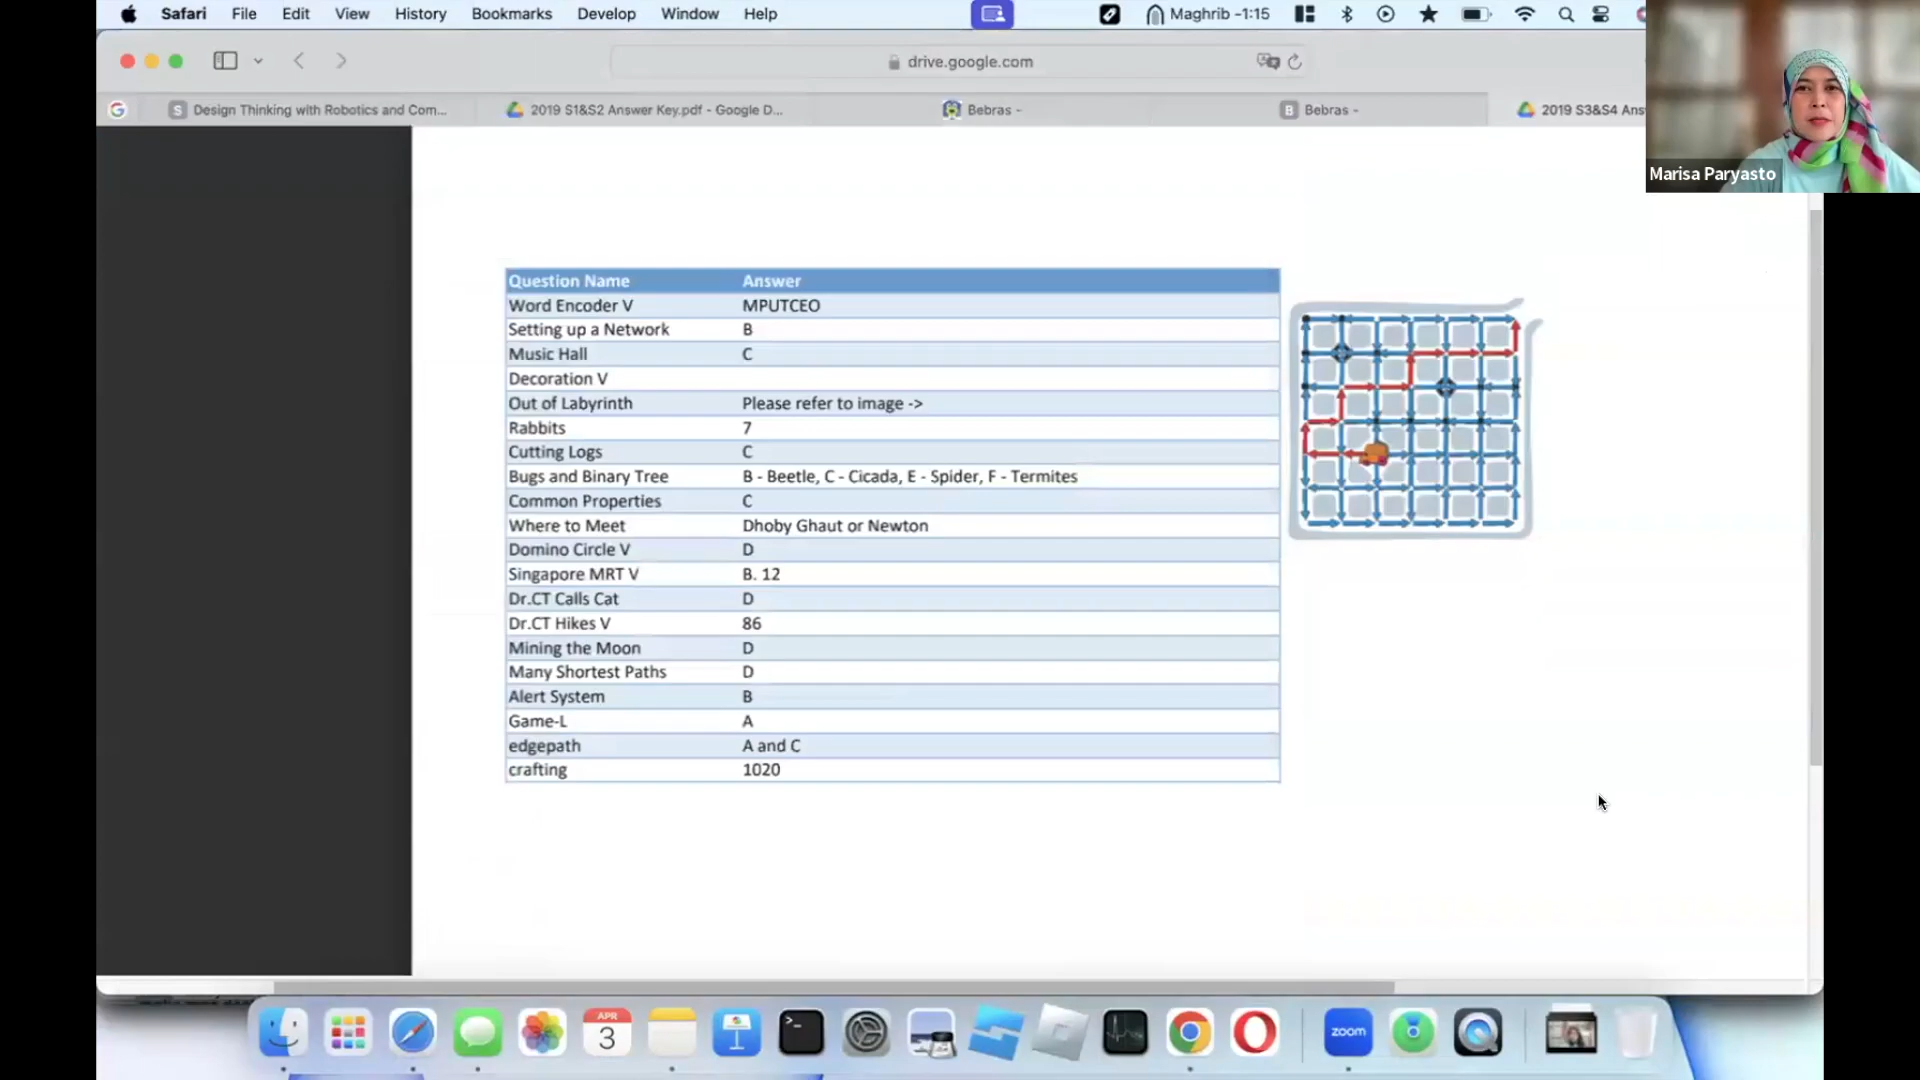 Safari File Edit View History Bookmarks Develop Window Help Maghrib -1:15
drive.google.com
Design Thinking with Robotics and Com... 2019 S1&S2 Answer Key.pdf - Google D... Bebras - Bebras - 2019 S3&S4 Ans
Marisa Paryasto
Question Name Answer
Word Encoder V MPUTCEO
Setting up a Network B
Music Hall C
Decoration V
Out of Labyrinth Please refer to image ->
Rabbits 7
Cutting Logs C
Bugs and Binary Tree B - Beetle, C - Cicada, E - Spider, F - Termites
Common Properties C
Where to Meet Dhoby Ghaut or Newton
Domino Circle V D
Singapore MRT V B. 12
Dr.CT Calls Cat D
Dr.CT Hikes V 86
Mining the Moon D
Many Shortest Paths D
Alert System B
Game-L A
edgepath A and C
crafting 1020
APR
3
zoom